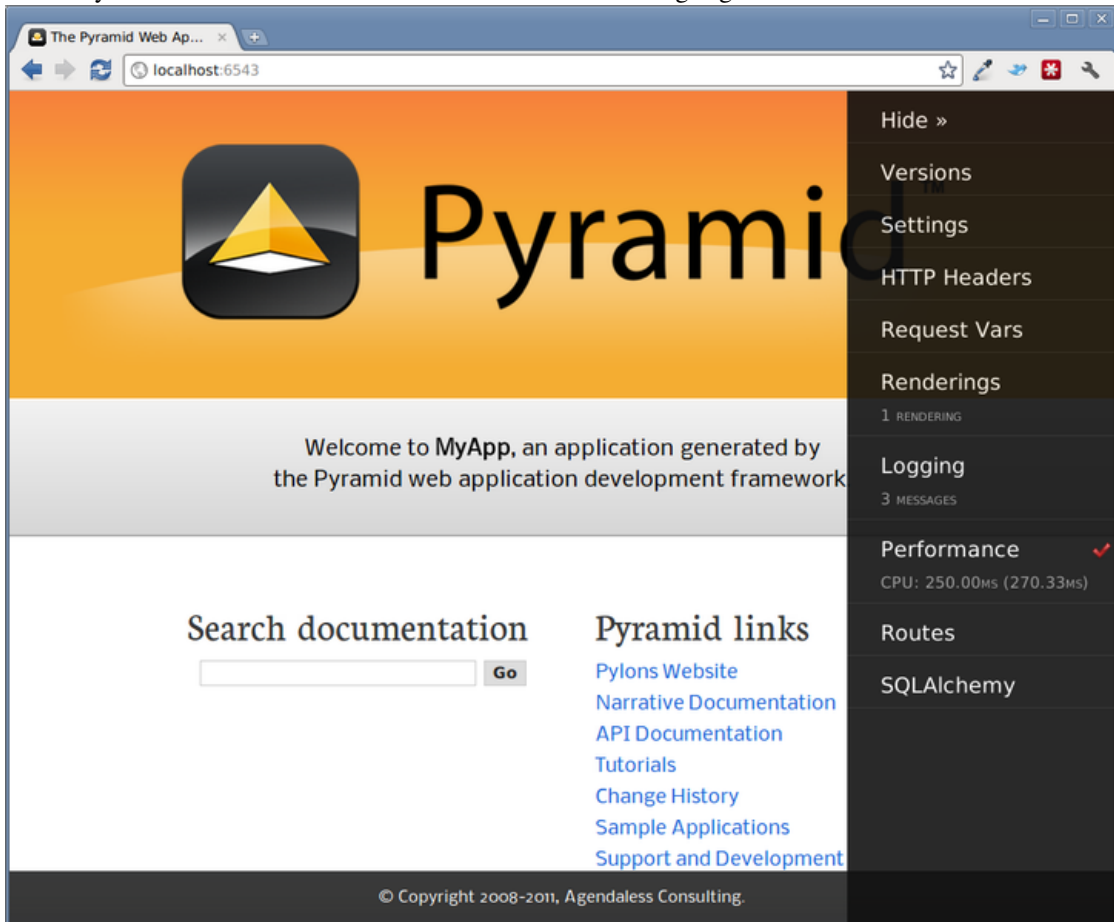 The Pyramid Web Ap...
localhost:6543
Pyramid™
Welcome to MyApp, an application generated by
the Pyramid web application development framework
Search documentation
Go
Pyramid links
Pylons Website
Narrative Documentation
API Documentation
Tutorials
Change History
Sample Applications
Support and Development
© Copyright 2008-2011, Agendaless Consulting.
Hide »
Versions
Settings
HTTP Headers
Request Vars
Renderings
1 RENDERING
Logging
3 MESSAGES
Performance
CPU: 250.00MS (270.33MS)
Routes
SQLAlchemy